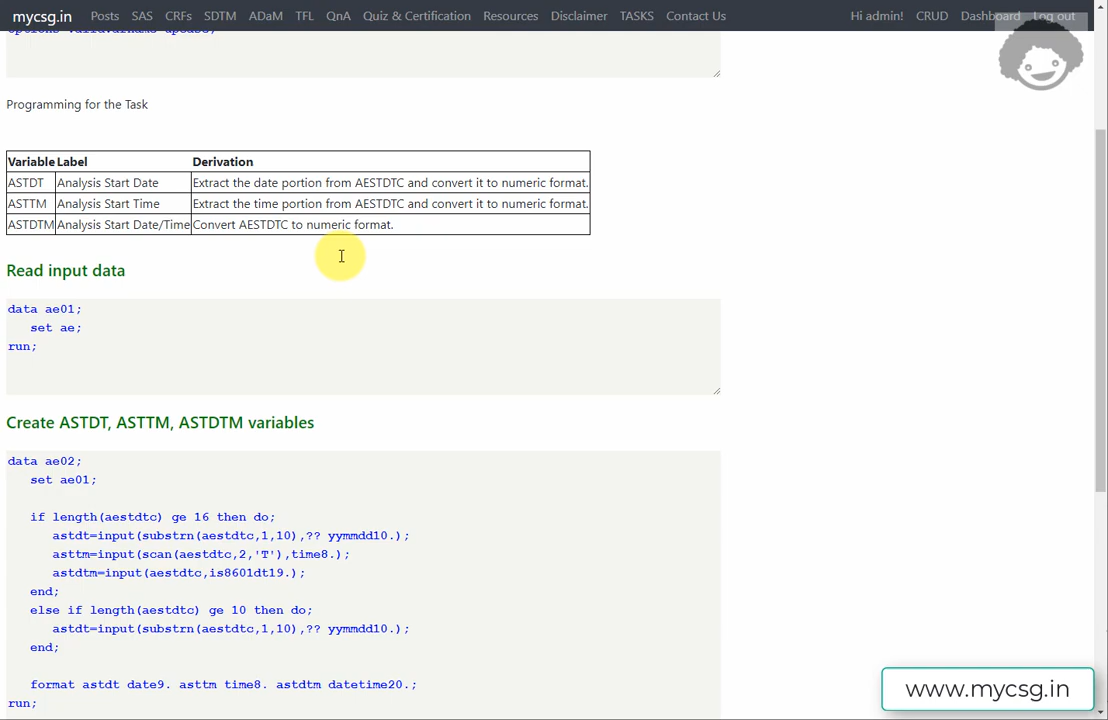 mycsg.in Posts SAS CRFs SDTM ADaM TFL QnA Quiz & Certification Resources Disclaimer TASKS Contact Us Hi admin! CRUD Dashboard Log out
options validvarname=upcase;
Programming for the Task
Variable Label Derivation
ASTDT Analysis Start Date Extract the date portion from AESTDTC and convert it to numeric format.
ASTTM Analysis Start Time Extract the time portion from AESTDTC and convert it to numeric format.
ASTDTM Analysis Start Date/Time Convert AESTDTC to numeric format.
Read input data
data ae01;
set ae;
run;
Create ASTDT, ASTTM, ASTDTM variables
data ae02;
set ae01;
if length(aestdtc) ge 16 then do;
astdt=input(substrn(aestdtc,1,10),?? yymmdd10.);
asttm=input(scan(aestdtc,2,'T'),time8.);
astdtm=input(aestdtc,is8601dt19.);
end;
else if length(aestdtc) ge 10 then do;
astdt=input(substrn(aestdtc,1,10),?? yymmdd10.);
end;
format astdt date9. asttm time8. astdtm datetime20.;
run;
www.mycsg.in